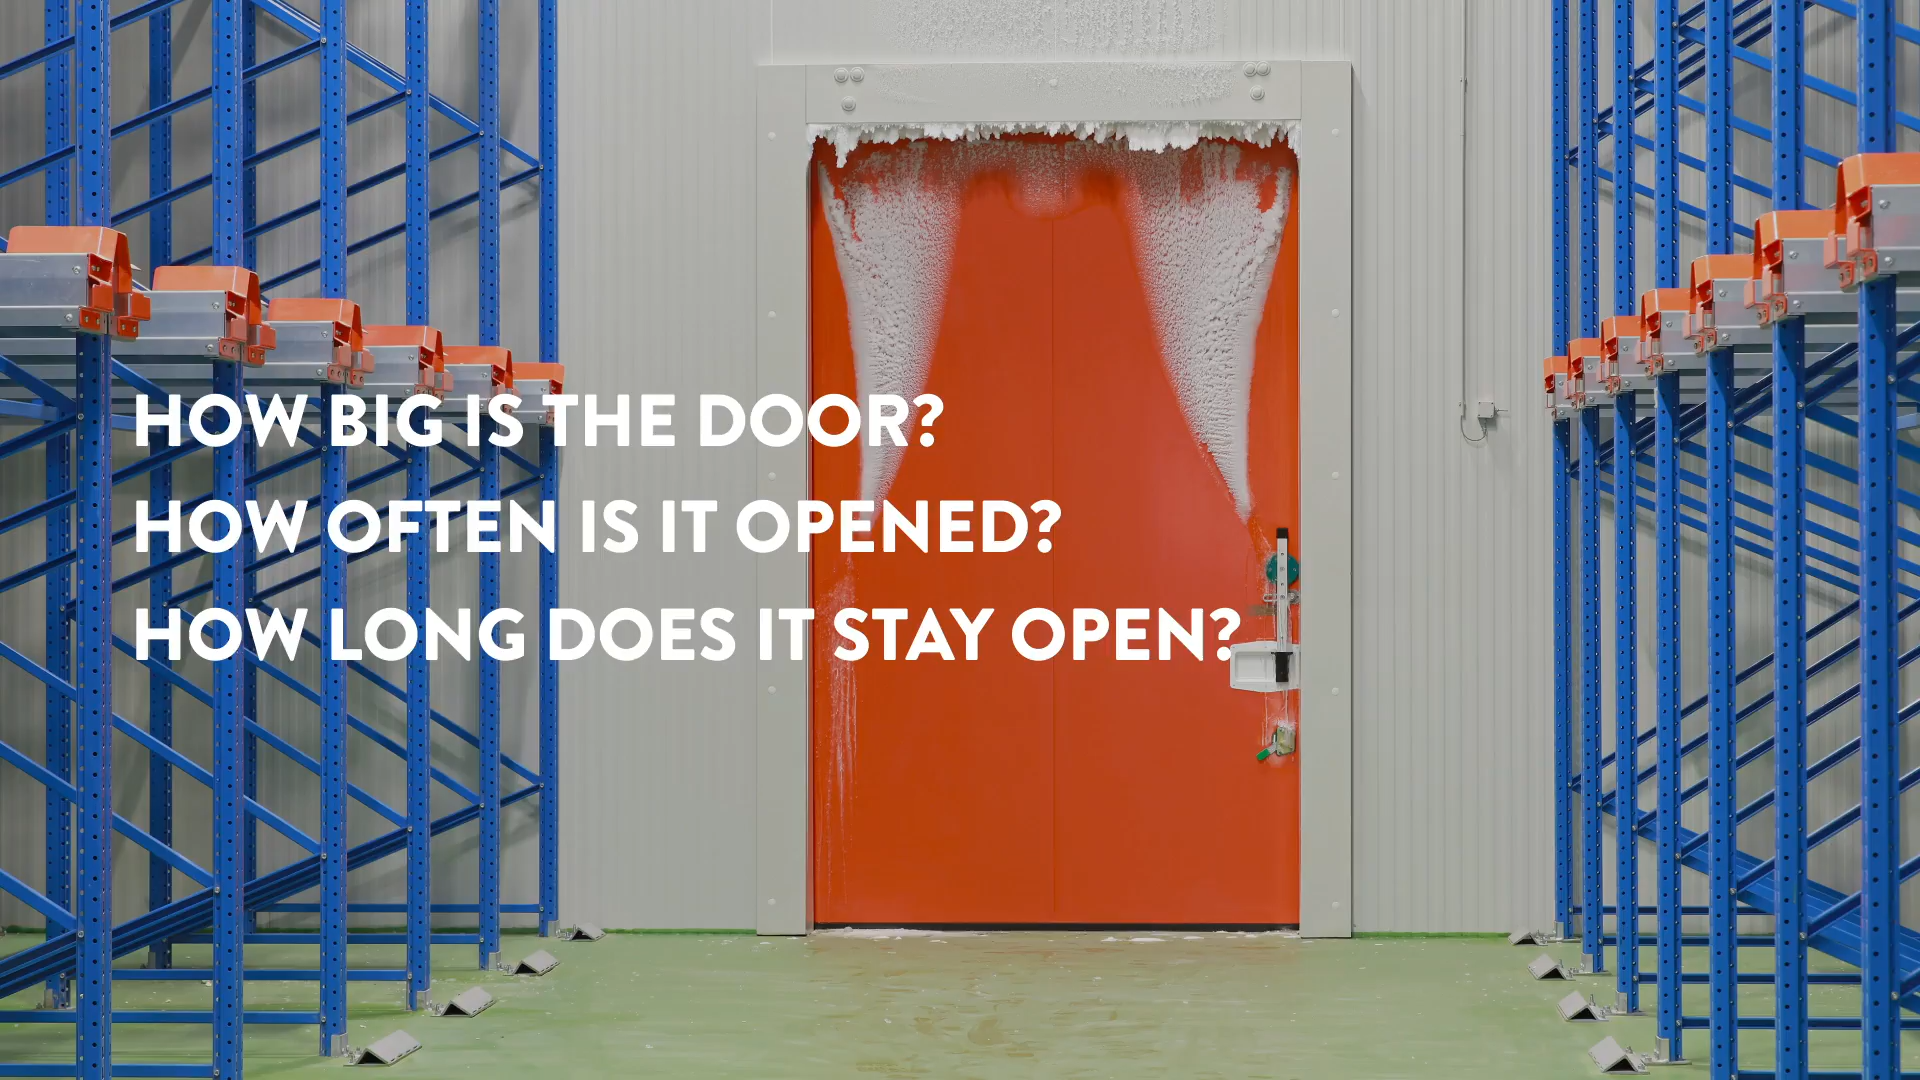 HOW BIG IS THE DOOR?
HOW OFTEN IS IT OPENED?
HOW LONG DOES IT STAY OPEN?